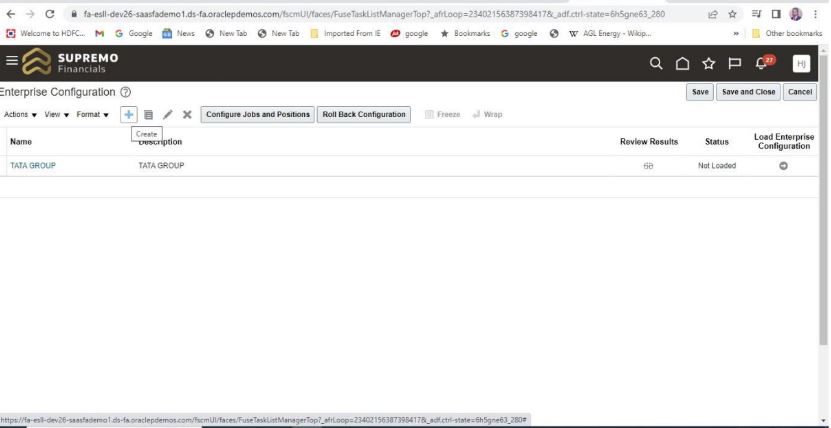 fa-esll-dev26-saasfademo1.ds-fa.oraclepdemos.com/fscmUI/faces/FuseTaskListManagerTop?_afrLoop=234021563873984178&_adf.ctrl-state=6h5gne63_280
Welcome to HDFC... Google News New Tab New Tab Imported From IE google Bookmarks google AGL Energy - Wikip... » Other bookmarks
SUPREMO
Financials
27
HJ
Enterprise Configuration ?
Save Save and Close Cancel
Actions View Format Configure Jobs and Positions Roll Back Configuration Freeze Wrap
Create
Name Description Review Results Status Load Enterprise Configuration
TATA GROUP TATA GROUP Not Loaded
https://fa-esll-dev26-saasfademo1.ds-fa.oraclepdemos.com/fscmUI/faces/FuseTaskListManagerTop?_afrLoop=234021563873984178&_adf.ctrl-state=6h5gne63_280#